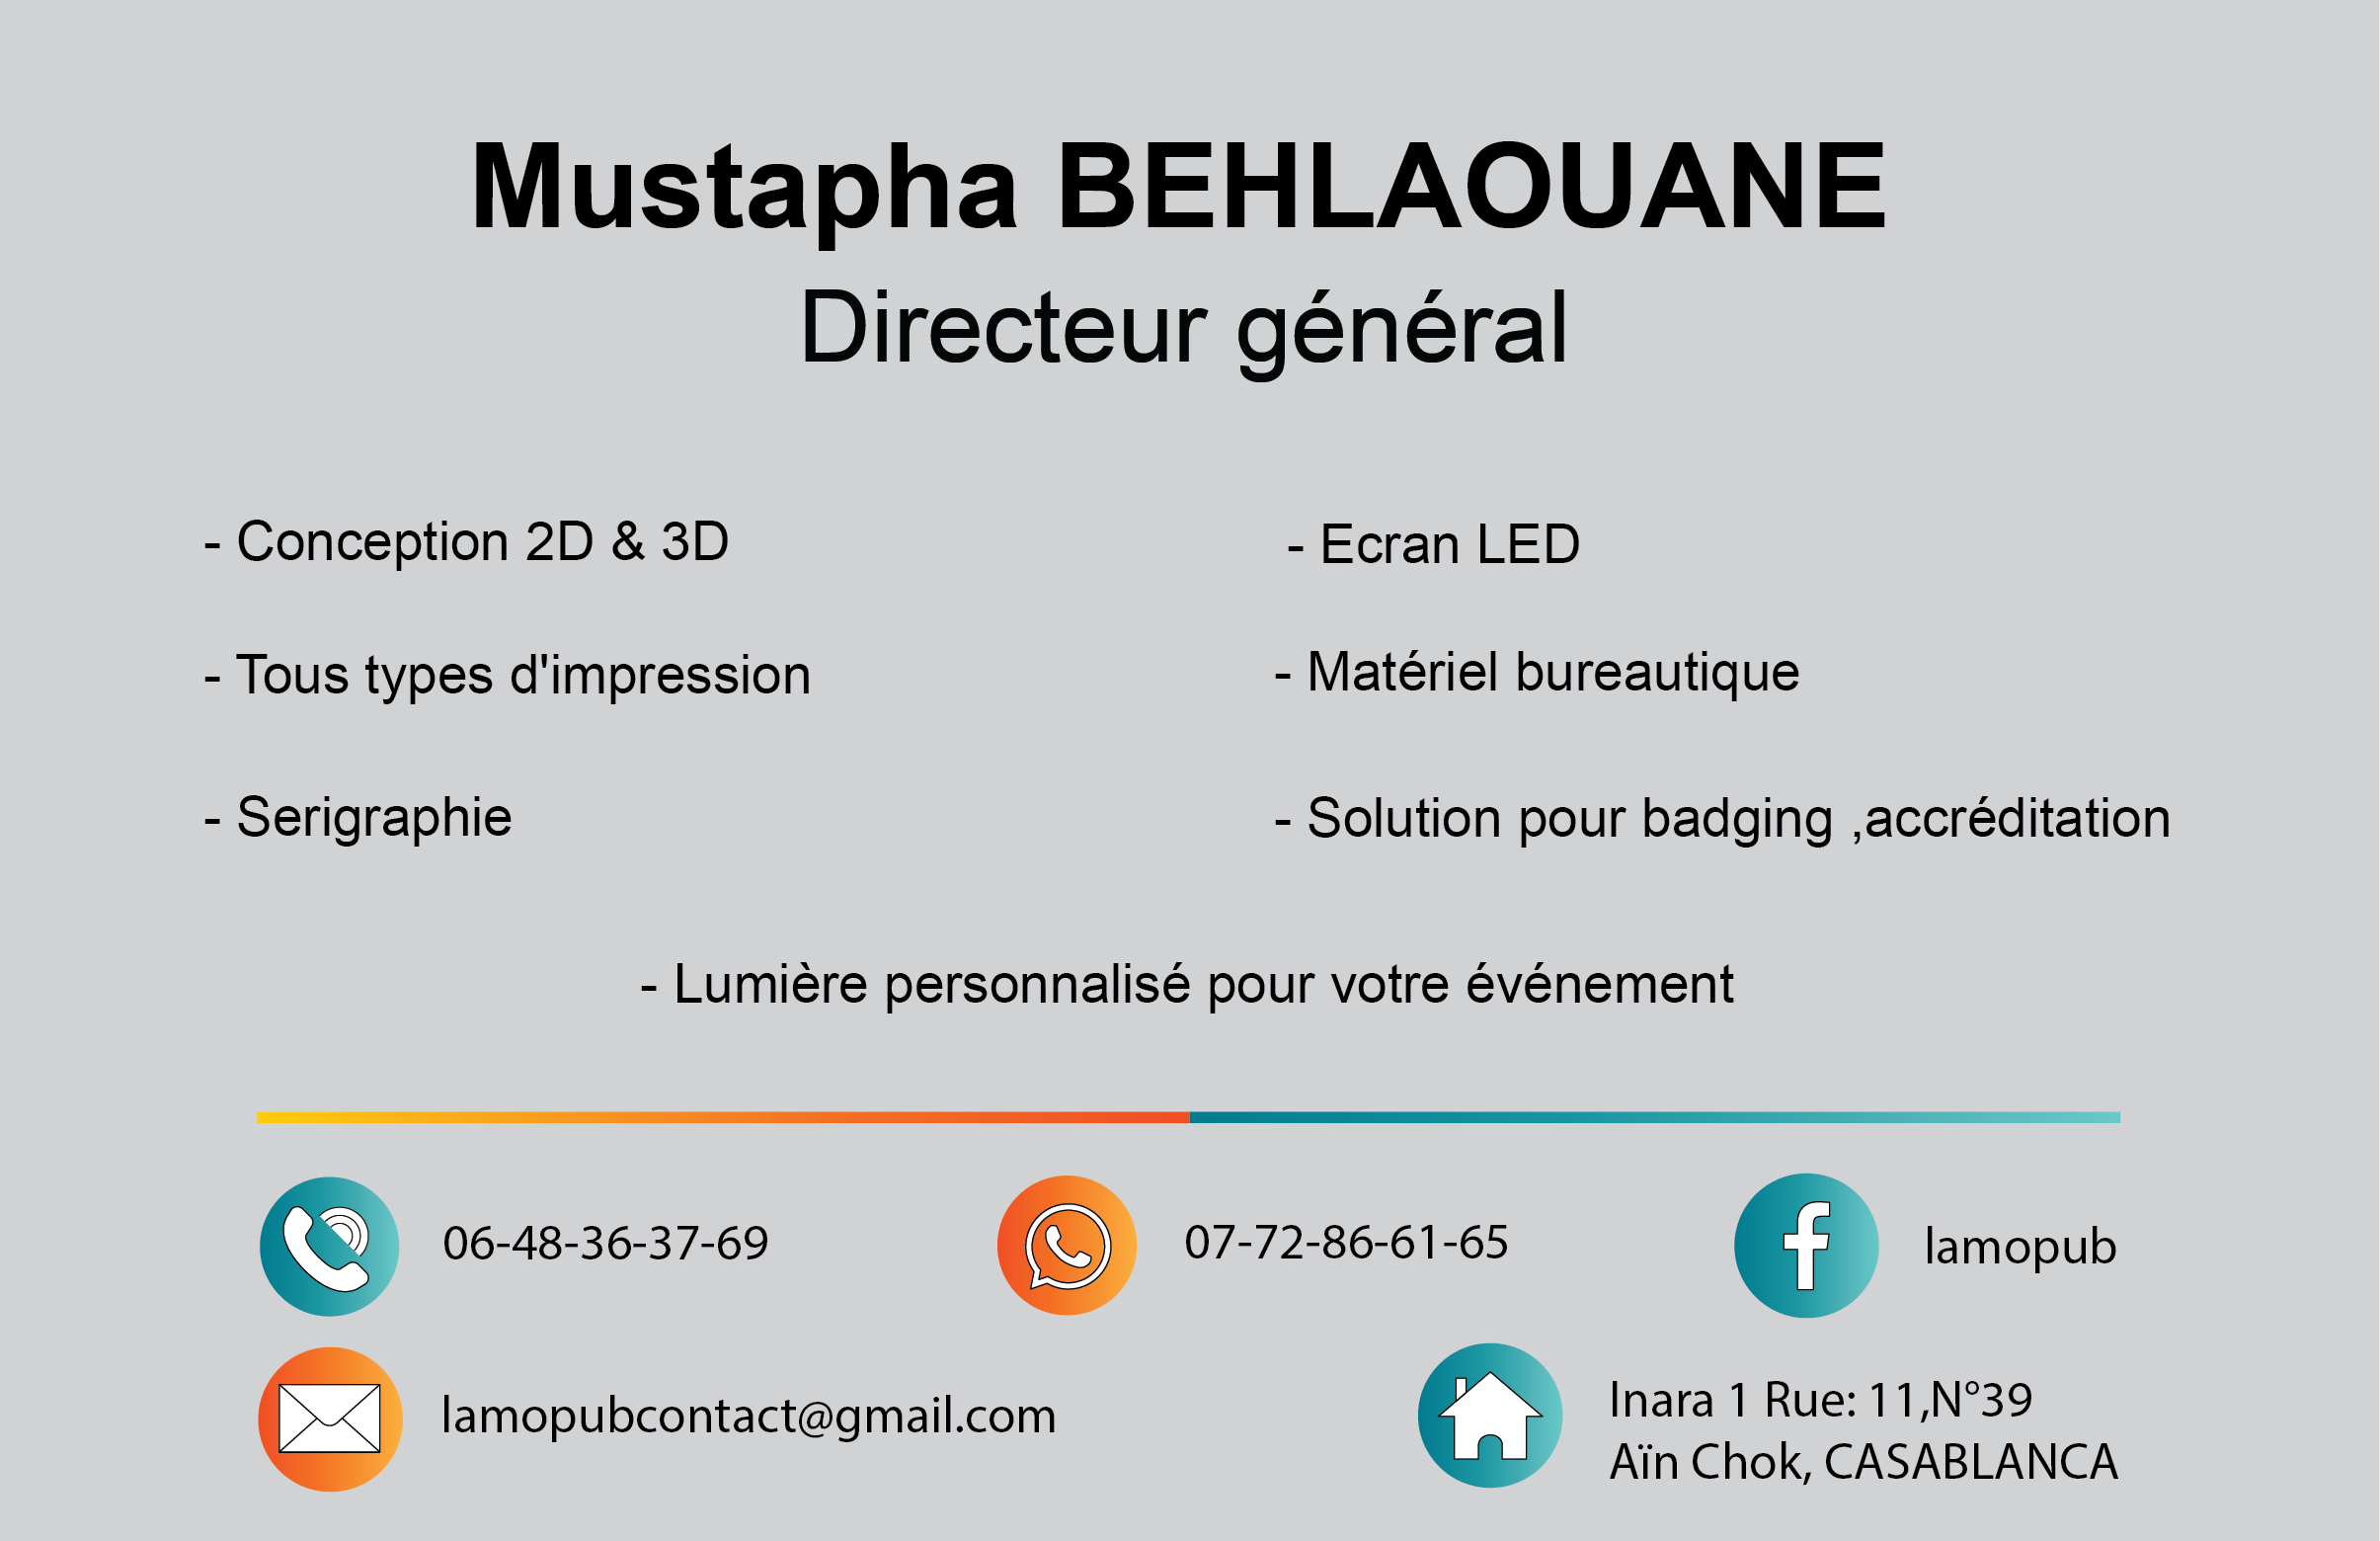 Mustapha BEHLAOUANE
Directeur général
- Conception 2D & 3D
- Ecran LED
- Tous types d'impression
- Matériel bureautique
- Serigraphie
- Solution pour badging ,accréditation
- Lumière personnalisé pour votre événement
06-48-36-37-69
07-72-86-61-65
lamopub
lamopubcontact@gmail.com
Inara 1 Rue: 11,N°39
Aïn Chok, CASABLANCA